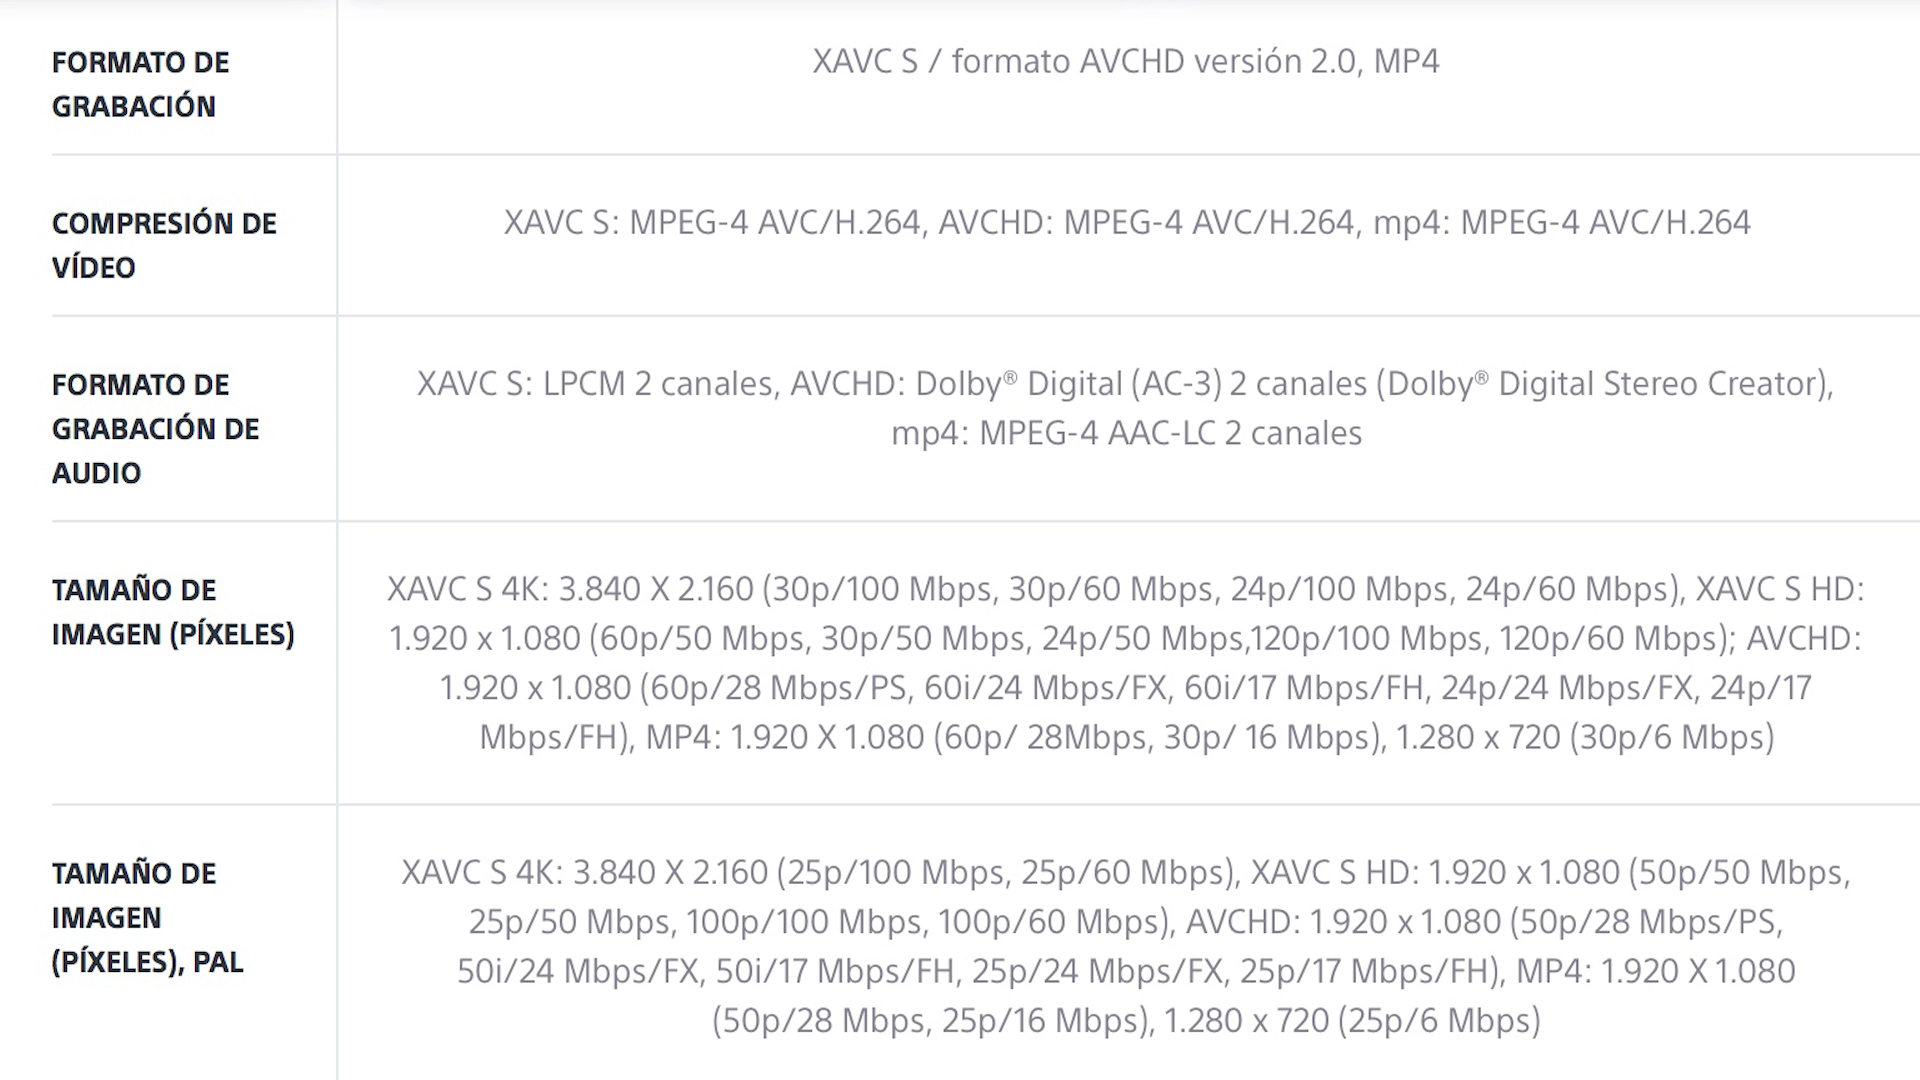 FORMATO DE
GRABACIÓN
XAVC S / formato AVCHD versión 2.0, MP4
COMPRESIÓN DE
VÍDEO
XAVC S: MPEG-4 AVC/H.264, AVCHD: MPEG-4 AVC/H.264, mp4: MPEG-4 AVC/H.264
FORMATO DE
GRABACIÓN DE
AUDIO
XAVC S: LPCM 2 canales, AVCHD: Dolby® Digital (AC-3) 2 canales (Dolby® Digital Stereo Creator),
mp4: MPEG-4 AAC-LC 2 canales
TAMAÑO DE
IMAGEN (PÍXELES)
XAVC S 4K: 3.840 X 2.160 (30p/100 Mbps, 30p/60 Mbps, 24p/100 Mbps, 24p/60 Mbps), XAVC S HD:
1.920 x 1.080 (60p/50 Mbps, 30p/50 Mbps, 24p/50 Mbps,120p/100 Mbps, 120p/60 Mbps); AVCHD:
1.920 x 1.080 (60p/28 Mbps/PS, 60i/24 Mbps/FX, 60i/17 Mbps/FH, 24p/24 Mbps/FX, 24p/17
Mbps/FH), MP4: 1.920 X 1.080 (60p/ 28Mbps, 30p/ 16 Mbps), 1.280 x 720 (30p/6 Mbps)
TAMAÑO DE
IMAGEN
(PÍXELES), PAL
XAVC S 4K: 3.840 X 2.160 (25p/100 Mbps, 25p/60 Mbps), XAVC S HD: 1.920 x 1.080 (50p/50 Mbps,
25p/50 Mbps, 100p/100 Mbps, 100p/60 Mbps), AVCHD: 1.920 x 1.080 (50p/28 Mbps/PS,
50i/24 Mbps/FX, 50i/17 Mbps/FH, 25p/24 Mbps/FX, 25p/17 Mbps/FH), MP4: 1.920 X 1.080
(50p/28 Mbps, 25p/16 Mbps), 1.280 x 720 (25p/6 Mbps)